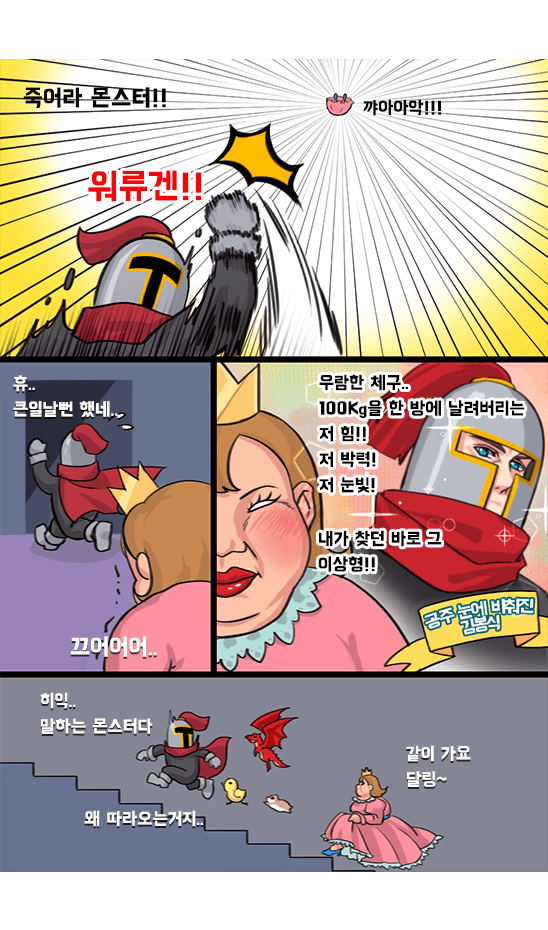 죽어라 몬스터!!
꺄아아악!!!
워류겐!!
휴..
큰일날뻔 했네..
끄어어어..
우람한 체구..
100Kg을 한 방에 날려버리는
저 힘!!
저 박력!
저 눈빛!
내가 찾던 바로 그
이상형!!
공주 눈에 비춰진
김봉식
히익..
말하는 몬스터다
왜 따라오는거지..
같이 가요
달링~